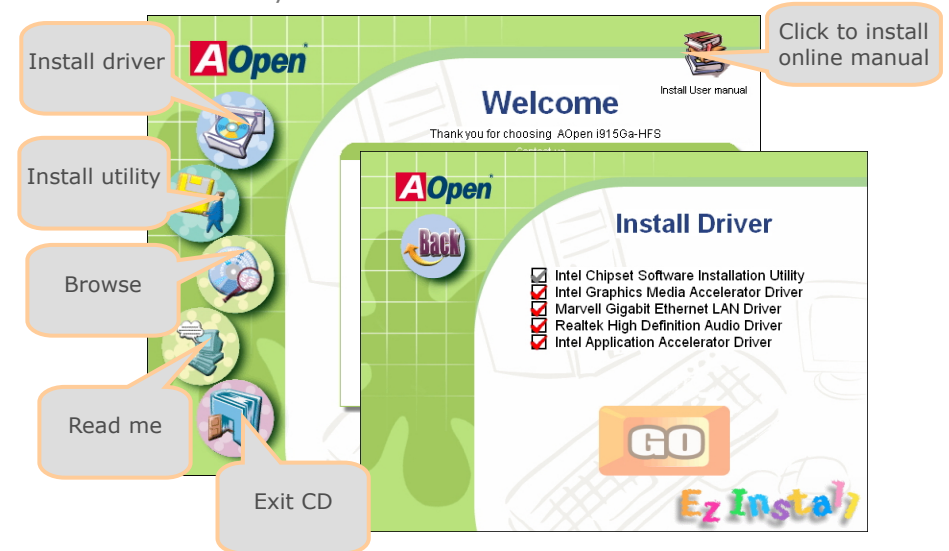 Install driver
AOpen
Click to install
online manual
Install User manual
Welcome
Thank you for choosing AOpen i915Ga-HFS
Install utility
AOpen
Back
Install Driver
Intel Chipset Software Installation Utility
Intel Graphics Media Accelerator Driver
Marvell Gigabit Ethernet LAN Driver
Realtek High Definition Audio Driver
Intel Application Accelerator Driver
Browse
Read me
GO
Exit CD
Ez Install